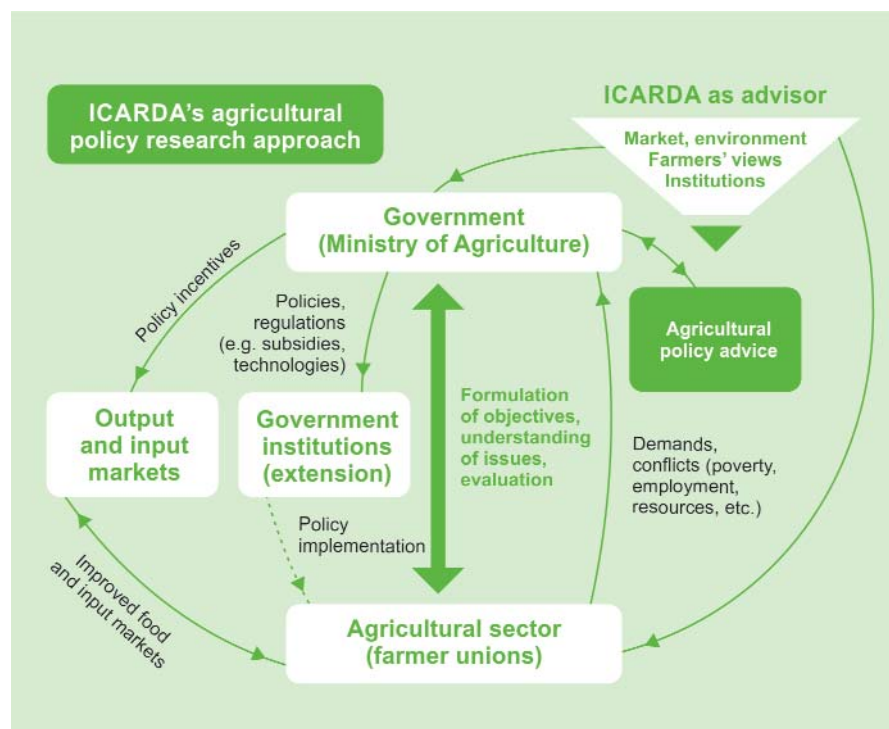 ICARDA's agricultural
policy research approach
ICARDA as advisor
Market, environment
Farmers' views
Institutions
Government
(Ministry of Agriculture)
Policy incentives
Policies,
regulations
(e.g. subsidies,
technologies)
Agricultural
policy advice
Output
and input
markets
Government
institutions
(extension)
Formulation
of objectives,
understanding
of issues,
evaluation
Demands,
conflicts (poverty,
employment,
resources, etc.)
Policy
implementation
Improved food
and input markets
Agricultural sector
(farmer unions)